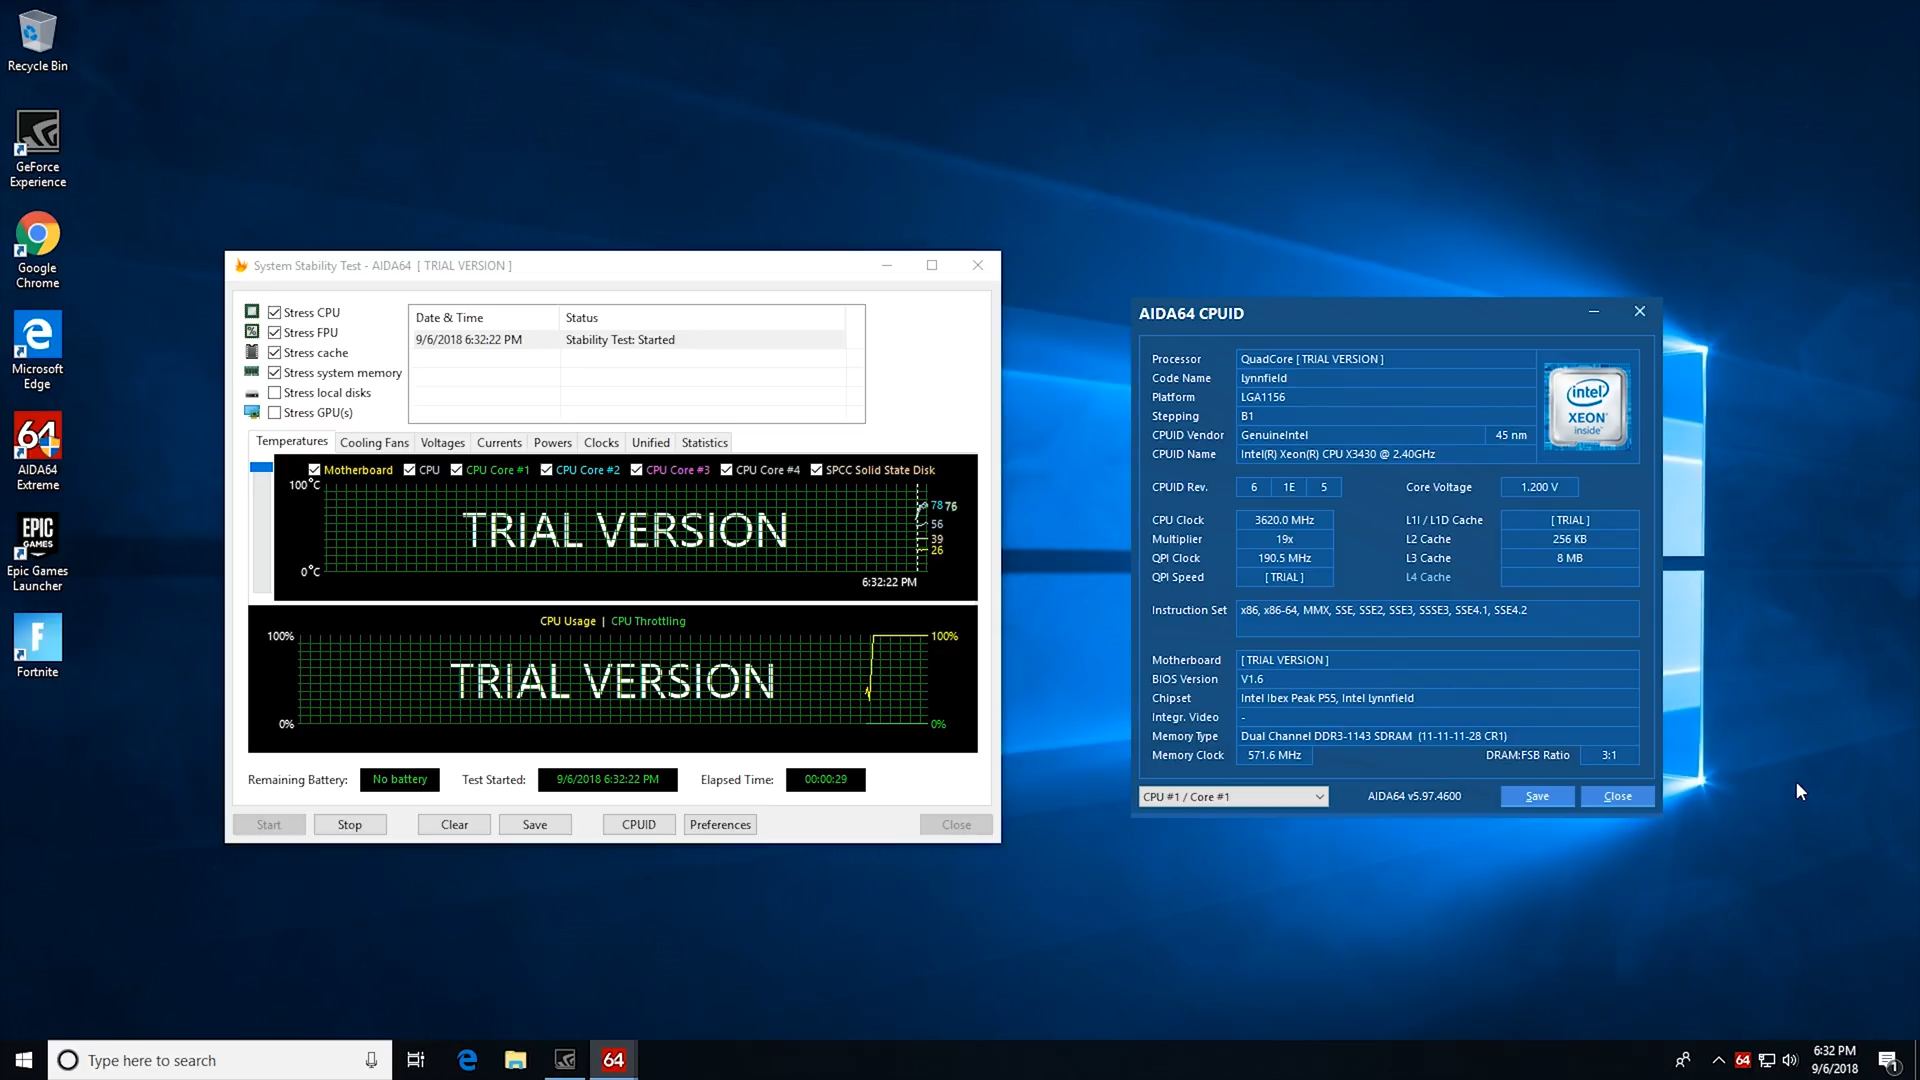 Recycle Bin
GeForce
Experience
Google
Chrome
Microsoft
Edge
64
AIDA64
Extreme
EPIC
GAMES
Epic Games
Launcher
Fortnite
System Stability Test - AIDA64 [ TRIAL VERSION ]
Stress CPU
Stress FPU
Stress cache
Stress system memory
Stress local disks
Stress GPU(s)
Date & Time Status
9/6/2018 6:32:22 PM Stability Test: Started
Temperatures Cooling Fans Voltages Currents Powers Clocks Unified Statistics
Motherboard CPU CPU Core #1 CPU Core #2 CPU Core #3 CPU Core #4 SPCC Solid State Disk
100°C
TRIAL VERSION
78 76
56
39
26
0°C
6:32:22 PM
CPU Usage | CPU Throttling
100% 100%
TRIAL VERSION
0% 0%
Remaining Battery: No battery Test Started: 9/6/2018 6:32:22 PM Elapsed Time: 00:00:29
Start Stop Clear Save CPUID Preferences Close
AIDA64 CPUID
Processor QuadCore [ TRIAL VERSION ]
Code Name Lynnfield
Platform LGA1156
Stepping B1
CPUID Vendor GenuineIntel 45 nm
CPUID Name Intel(R) Xeon(R) CPU X3430 @ 2.40GHz
intel
XEON
inside
CPUID Rev. 6 1E 5 Core Voltage 1.200 V
CPU Clock 3620.0 MHz L1I / L1D Cache [ TRIAL ]
Multiplier 19x L2 Cache 256 KB
QPI Clock 190.5 MHz L3 Cache 8 MB
QPI Speed [ TRIAL ] L4 Cache
Instruction Set x86, x86-64, MMX, SSE, SSE2, SSE3, SSSE3, SSE4.1, SSE4.2
Motherboard [ TRIAL VERSION ]
BIOS Version V1.6
Chipset Intel Ibex Peak P55, Intel Lynnfield
Integr. Video -
Memory Type Dual Channel DDR3-1143 SDRAM (11-11-11-28 CR1)
Memory Clock 571.6 MHz DRAM:FSB Ratio 3:1
CPU #1 / Core #1 AIDA64 v5.97.4600 Save Close
Type here to search
64
64
6:32 PM
9/6/2018
1